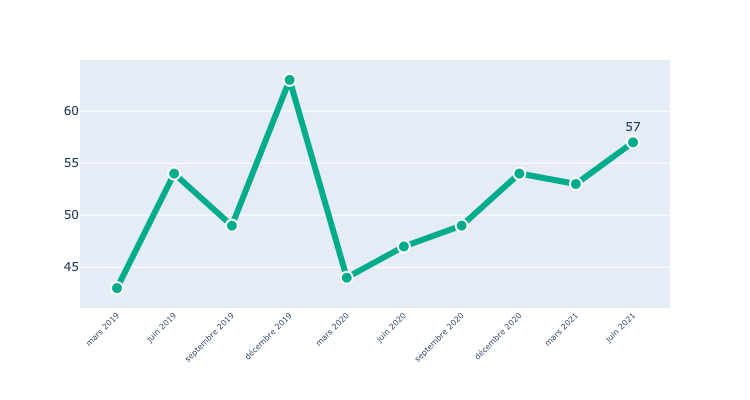 60
55
50
45
57
mars 2019
juin 2019
septembre 2019
décembre 2019
mars 2020
juin 2020
septembre 2020
décembre 2020
mars 2021
juin 2021